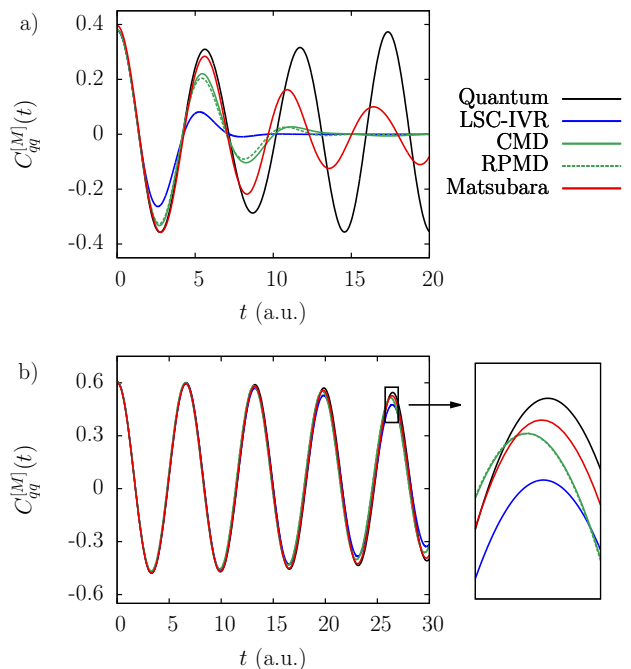 a)
0.4
0.2
0
-0.2
-0.4
C_{qq}^{[M]}(t)
0 5 10 15 20
t (a.u.)
Quantum
LSC-IVR
CMD
RPMD
Matsubara
b)
0.6
0.3
0
-0.3
-0.6
C_{qq}^{[M]}(t)
0 5 10 15 20 25 30
t (a.u.)